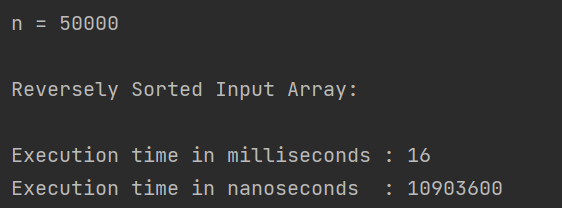 n = 50000
Reversely Sorted Input Array:
Execution time in milliseconds : 16
Execution time in nanoseconds  : 10903600